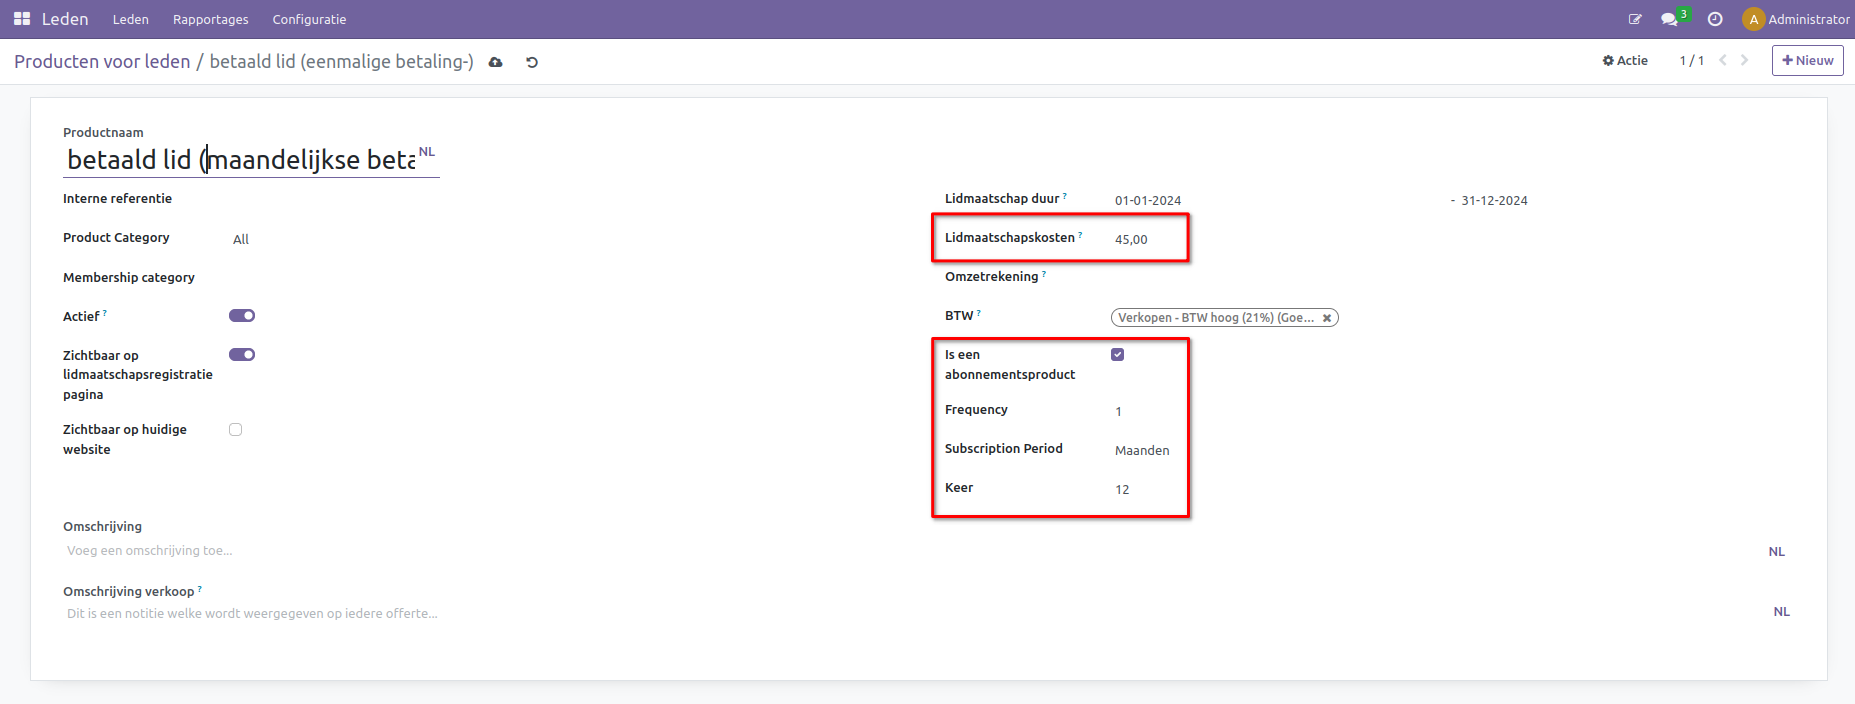 Leden Leden Rapportages Configuratie 3 A Administrator
Producten voor leden / betaald lid (eenmalige betaling-) Actie 1 / 1 Nieuw
Productnaam
betaald lid (maandelijkse beta NL
Interne referentie
Product Category All
Membership category
Actief ?
Zichtbaar op
lidmaatschapsregistratie
pagina
Zichtbaar op huidige
website
Lidmaatschap duur ? 01-01-2024 - 31-12-2024
Lidmaatschapskosten ? 45,00
Omzetrekening ?
BTW ? Verkopen - BTW hoog (21%) (Goe...
Is een
abonnementsproduct
Frequency 1
Subscription Period Maanden
Keer 12
Omschrijving
Voeg een omschrijving toe... NL
Omschrijving verkoop ?
Dit is een notitie welke wordt weergegeven op iedere offerte... NL